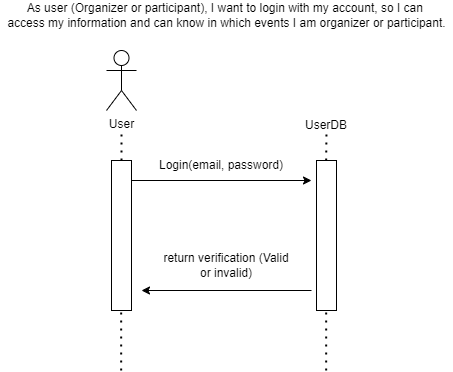 As user (Organizer or participant), I want to login with my account, so I can
access my information and can know in which events I am organizer or participant.
User
UserDB
Login(email, password)
return verification (Valid
or invalid)